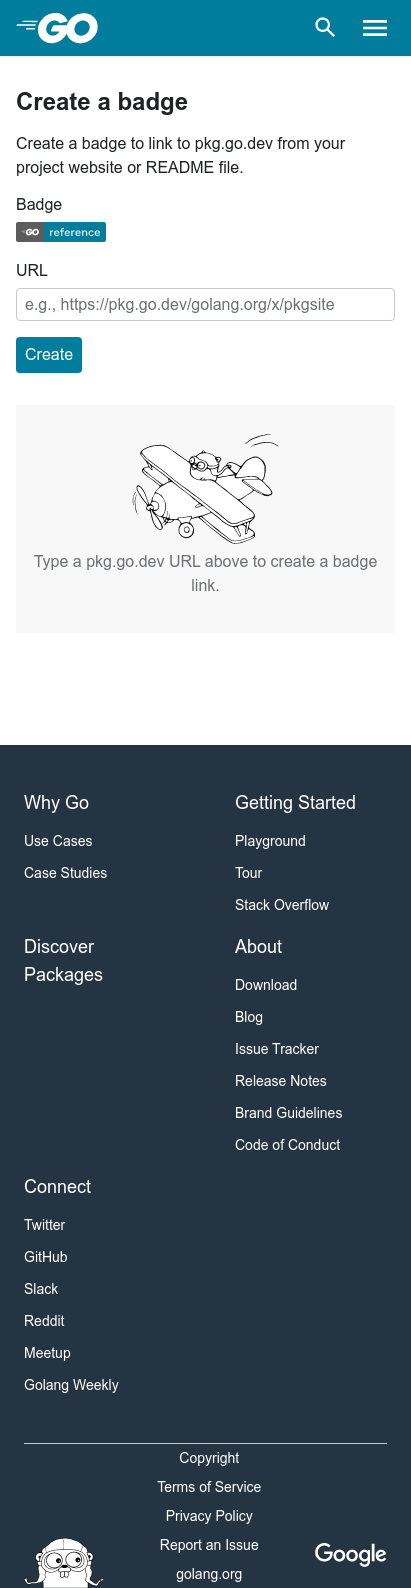 GO
Create a badge
Create a badge to link to pkg.go.dev from your
project website or README file.
Badge
GO reference
URL
e.g., https://pkg.go.dev/golang.org/x/pkgsite
Create
Type a pkg.go.dev URL above to create a badge
link.
Why Go
Use Cases
Case Studies
Getting Started
Playground
Tour
Stack Overflow
Discover
Packages
About
Download
Blog
Issue Tracker
Release Notes
Brand Guidelines
Code of Conduct
Connect
Twitter
GitHub
Slack
Reddit
Meetup
Golang Weekly
Copyright
Terms of Service
Privacy Policy
Report an Issue
golang.org
Google